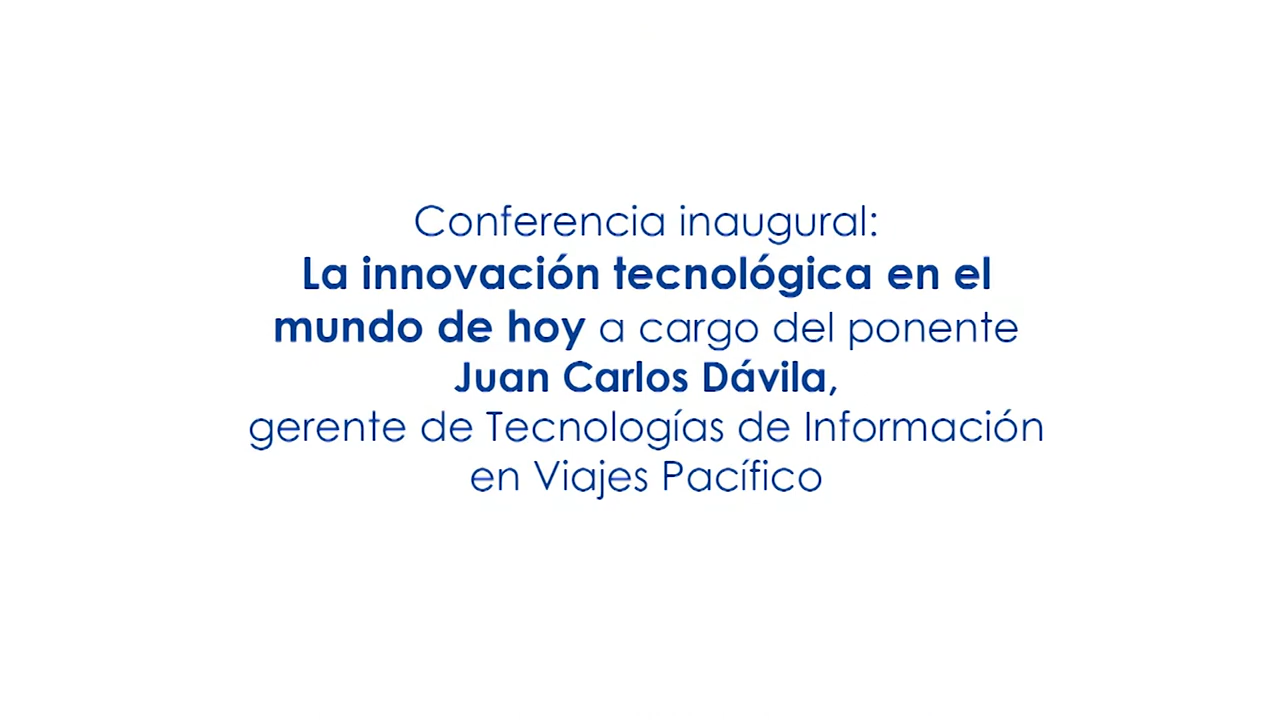 Conferencia inaugural:
La innovación tecnológica en el
mundo de hoy a cargo del ponente
Juan Carlos Dávila,
gerente de Tecnologías de Información
en Viajes Pacífico